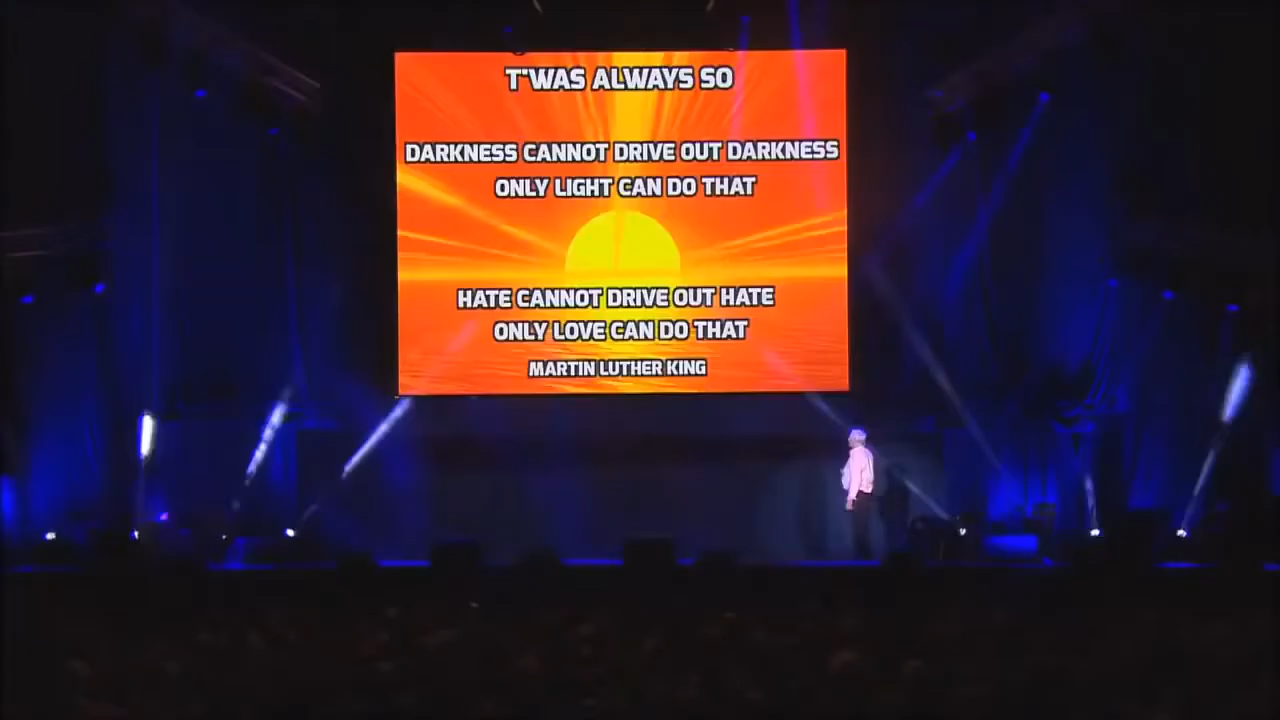 T'WAS ALWAYS SO
DARKNESS CANNOT DRIVE OUT DARKNESS
ONLY LIGHT CAN DO THAT
HATE CANNOT DRIVE OUT HATE
ONLY LOVE CAN DO THAT
MARTIN LUTHER KING